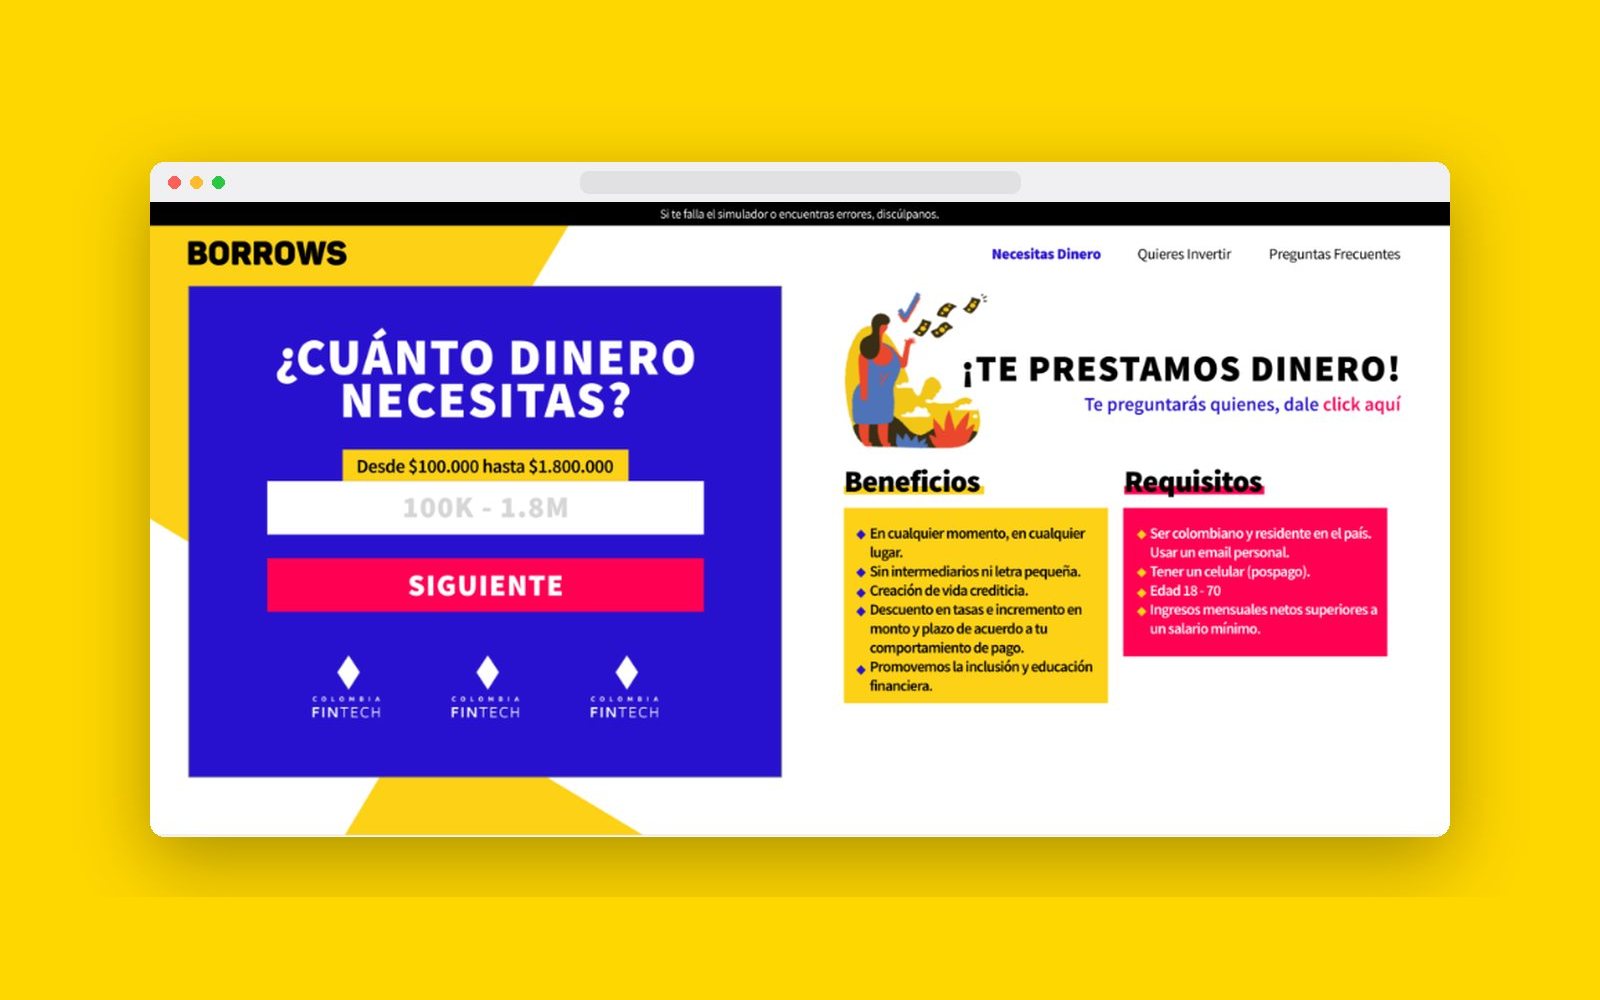 Si te falla el simulador o encuentras errores, discúlpanos.
BORROWS
Necesitas Dinero
Quieres Invertir
Preguntas Frecuentes
¿CUÁNTO DINERO
NECESITAS?
Desde $100.000 hasta $1.800.000
100K - 1.8M
SIGUIENTE
COLOMBIA
FINTECH
COLOMBIA
FINTECH
COLOMBIA
FINTECH
¡TE PRESTAMOS DINERO!
Te preguntarás quienes, dale click aquí
Beneficios
En cualquier momento, en cualquier
lugar.
Sin intermediarios ni letra pequeña.
Creación de vida crediticia.
Descuento en tasas e incremento en
monto y plazo de acuerdo a tu
comportamiento de pago.
Promovemos la inclusión y educación
financiera.
Requisitos
Ser colombiano y residente en el país.
Usar un email personal.
Tener un celular (pospago).
Edad 18 - 70
Ingresos mensuales netos superiores a
un salario mínimo.